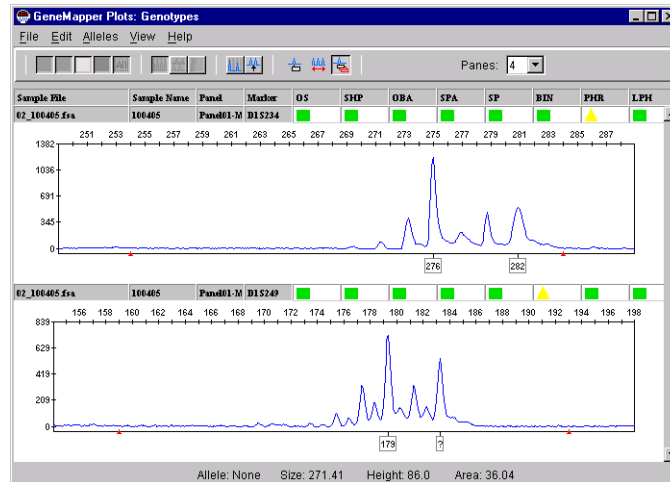 GeneMapper Plots: Genotypes
File Edit Alleles View Help
All Panes: 4
Sample File Sample Name Panel Marker OS SHP OBA SPA SP BIN PHR LPH
02_100405.fsa 100405 Panel01-M D1S234
251 253 255 257 259 261 263 265 267 269 271 273 275 277 279 281 283 285 287
1382
1036
691
345
0
276 282
02_100405.fsa 100405 Panel01-M D1S249
156 158 160 162 164 166 168 170 172 174 176 178 180 182 184 186 188 190 192 194 196 198
839
629
419
209
0
179 ?
Allele: None Size: 271.41 Height: 86.0 Area: 36.04